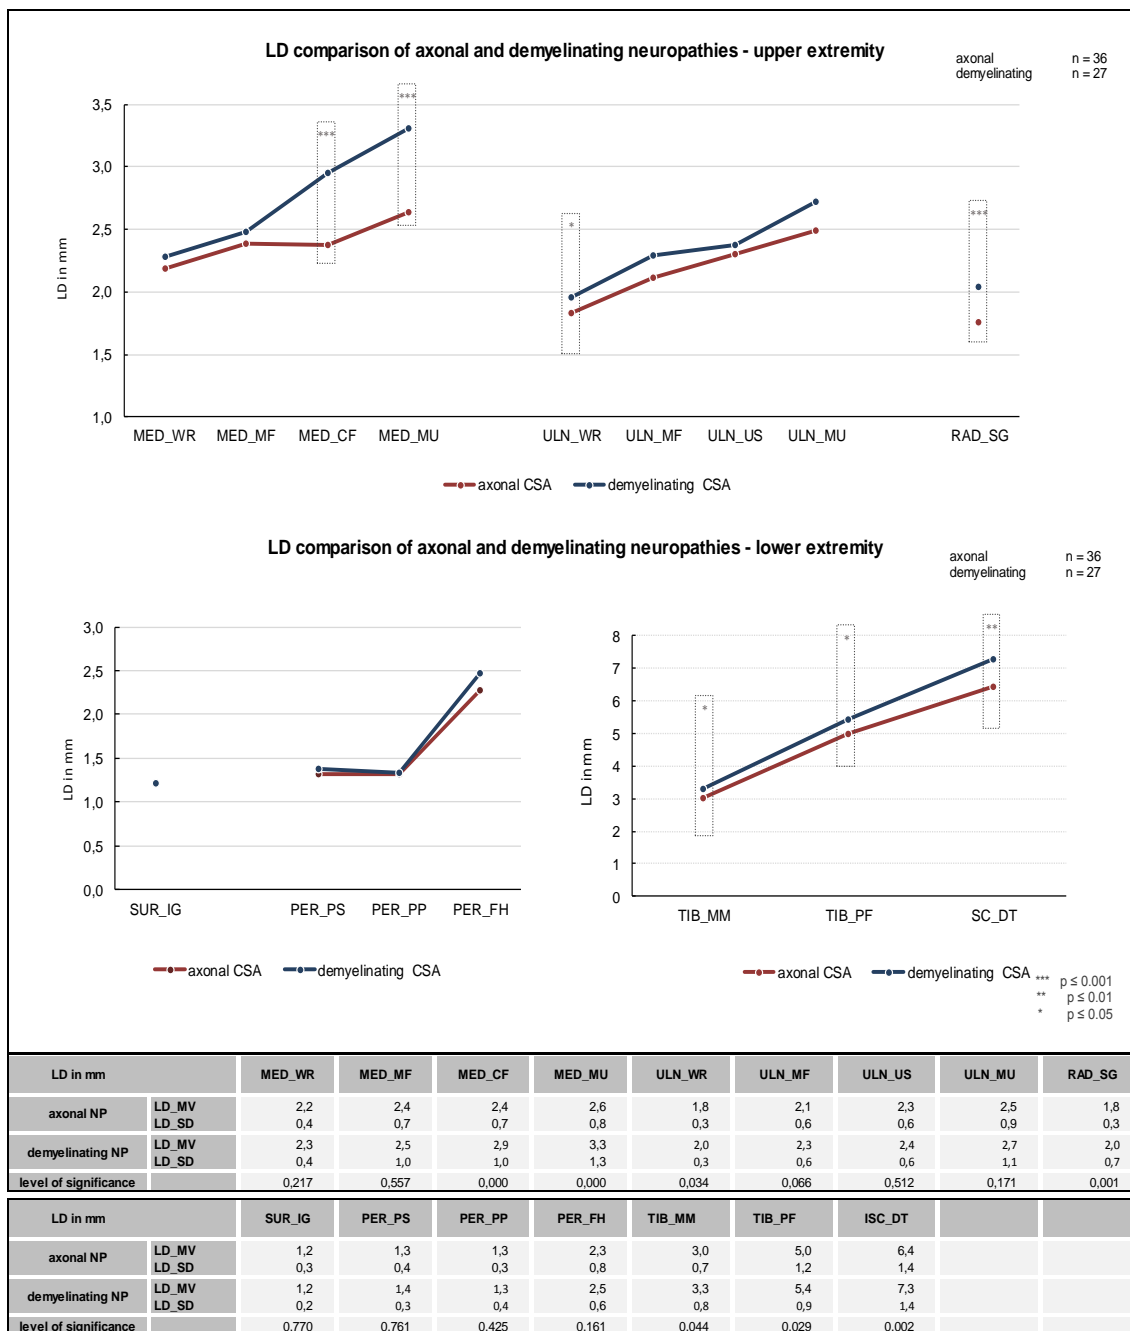 LD comparison of axonal and demyelinating neuropathies - upper extremity
axonal n = 36
demyelinating n = 27
*** ***
3,5
3,0
2,5
2,0
1,5
1,0
LD in mm
* ***
MED_WR MED_MF MED_CF MED_MU ULN_WR ULN_MF ULN_US ULN_MU RAD_SG
axonal CSA demyelinating CSA
LD comparison of axonal and demyelinating neuropathies - lower extremity
axonal n = 36
demyelinating n = 27
3,0
2,5
2,0
1,5
1,0
0,5
0,0
LD in mm
SUR_IG PER_PS PER_PP PER_FH
axonal CSA demyelinating CSA
8
7
6
5
4
3
2
1
0
LD in mm
* * **
TIB_MM TIB_PF SC_DT
axonal CSA demyelinating CSA
*** p ≤ 0.001
** p ≤ 0.01
* p ≤ 0.05
LD in mm MED_WR MED_MF MED_CF MED_MU ULN_WR ULN_MF ULN_US ULN_MU RAD_SG
axonal NP LD_MV 2,2 2,4 2,4 2,6 1,8 2,1 2,3 2,5 1,8
LD_SD 0,4 0,7 0,7 0,8 0,3 0,6 0,6 0,9 0,3
demyelinating NP LD_MV 2,3 2,5 2,9 3,3 2,0 2,3 2,4 2,7 2,0
LD_SD 0,4 1,0 1,0 1,3 0,3 0,6 0,6 1,1 0,7
level of significance 0,217 0,557 0,000 0,000 0,034 0,066 0,512 0,171 0,001
LD in mm SUR_IG PER_PS PER_PP PER_FH TIB_MM TIB_PF ISC_DT
axonal NP LD_MV 1,2 1,3 1,3 2,3 3,0 5,0 6,4
LD_SD 0,3 0,4 0,3 0,8 0,7 1,2 1,4
demyelinating NP LD_MV 1,2 1,4 1,3 2,5 3,3 5,4 7,3
LD_SD 0,2 0,3 0,4 0,6 0,8 0,9 1,4
level of significance 0,770 0,761 0,425 0,161 0,044 0,029 0,002